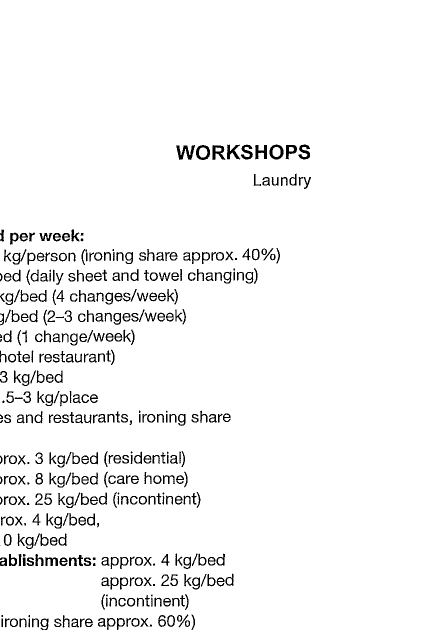 WORKSHOPS
Laundry
d per week:
kg/person (ironing share approx. 40%)
bed (daily sheet and towel changing)
kg/bed (4 changes/week)
g/bed (2–3 changes/week)
ed (1 change/week)
hotel restaurant)
3 kg/bed
.5–3 kg/place
es and restaurants, ironing share
rox. 3 kg/bed (residential)
rox. 8 kg/bed (care home)
rox. 25 kg/bed (incontinent)
rox. 4 kg/bed,
0 kg/bed
ablishments: approx. 4 kg/bed
approx. 25 kg/bed
(incontinent)
ironing share approx. 60%)